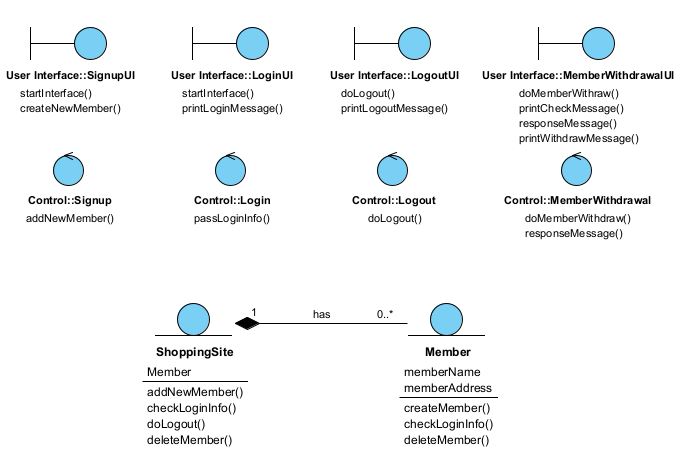 User Interface::SignupUI
startInterface()
createNewMember()
User Interface::LoginUI
startInterface()
printLoginMessage()
User Interface::LogoutUI
doLogout()
printLogoutMessage()
User Interface::MemberWithdrawalUI
doMemberWithraw()
printCheckMessage()
responseMessage()
printWithdrawMessage()
Control::Signup
addNewMember()
Control::Login
passLoginInfo()
Control::Logout
doLogout()
Control::MemberWithdrawal
doMemberWithdraw()
responseMessage()
1
has
0..*
ShoppingSite
Member
addNewMember()
checkLoginInfo()
doLogout()
deleteMember()
Member
memberName
memberAddress
createMember()
checkLoginInfo()
deleteMember()